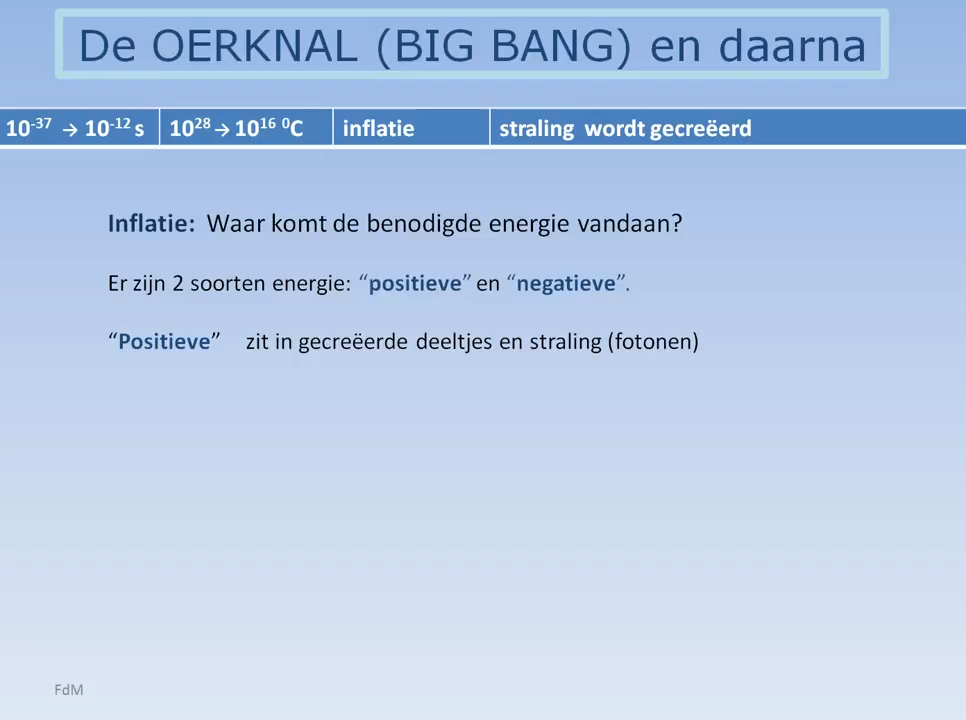 De OERKNAL (BIG BANG) en daarna
10⁻³⁷ → 10⁻¹² s 10²⁸ → 10¹⁶ ⁰C inflatie straling wordt gecreëerd
Inflatie: Waar komt de benodigde energie vandaan?
Er zijn 2 soorten energie: “positieve” en “negatieve”.
“Positieve” zit in gecreëerde deeltjes en straling (fotonen)
FdM